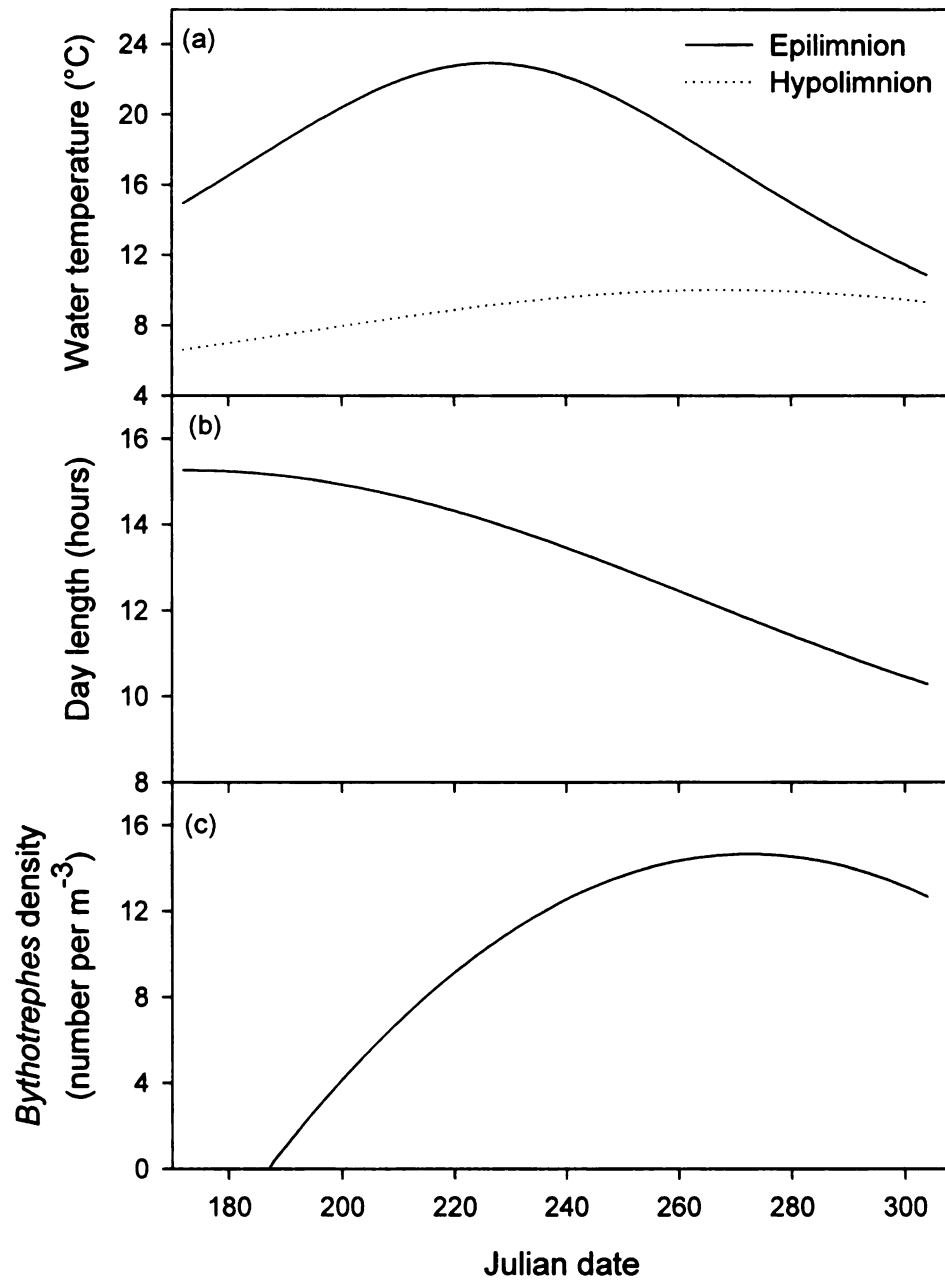 (a)
Epilimnion
Hypolimnion
Water temperature (°C)
24
20
16
12
8
4
(b)
Day length (hours)
16
14
12
10
8
(c)
Bythotrephes density
(number per m⁻³)
16
12
8
4
0
180 200 220 240 260 280 300
Julian date